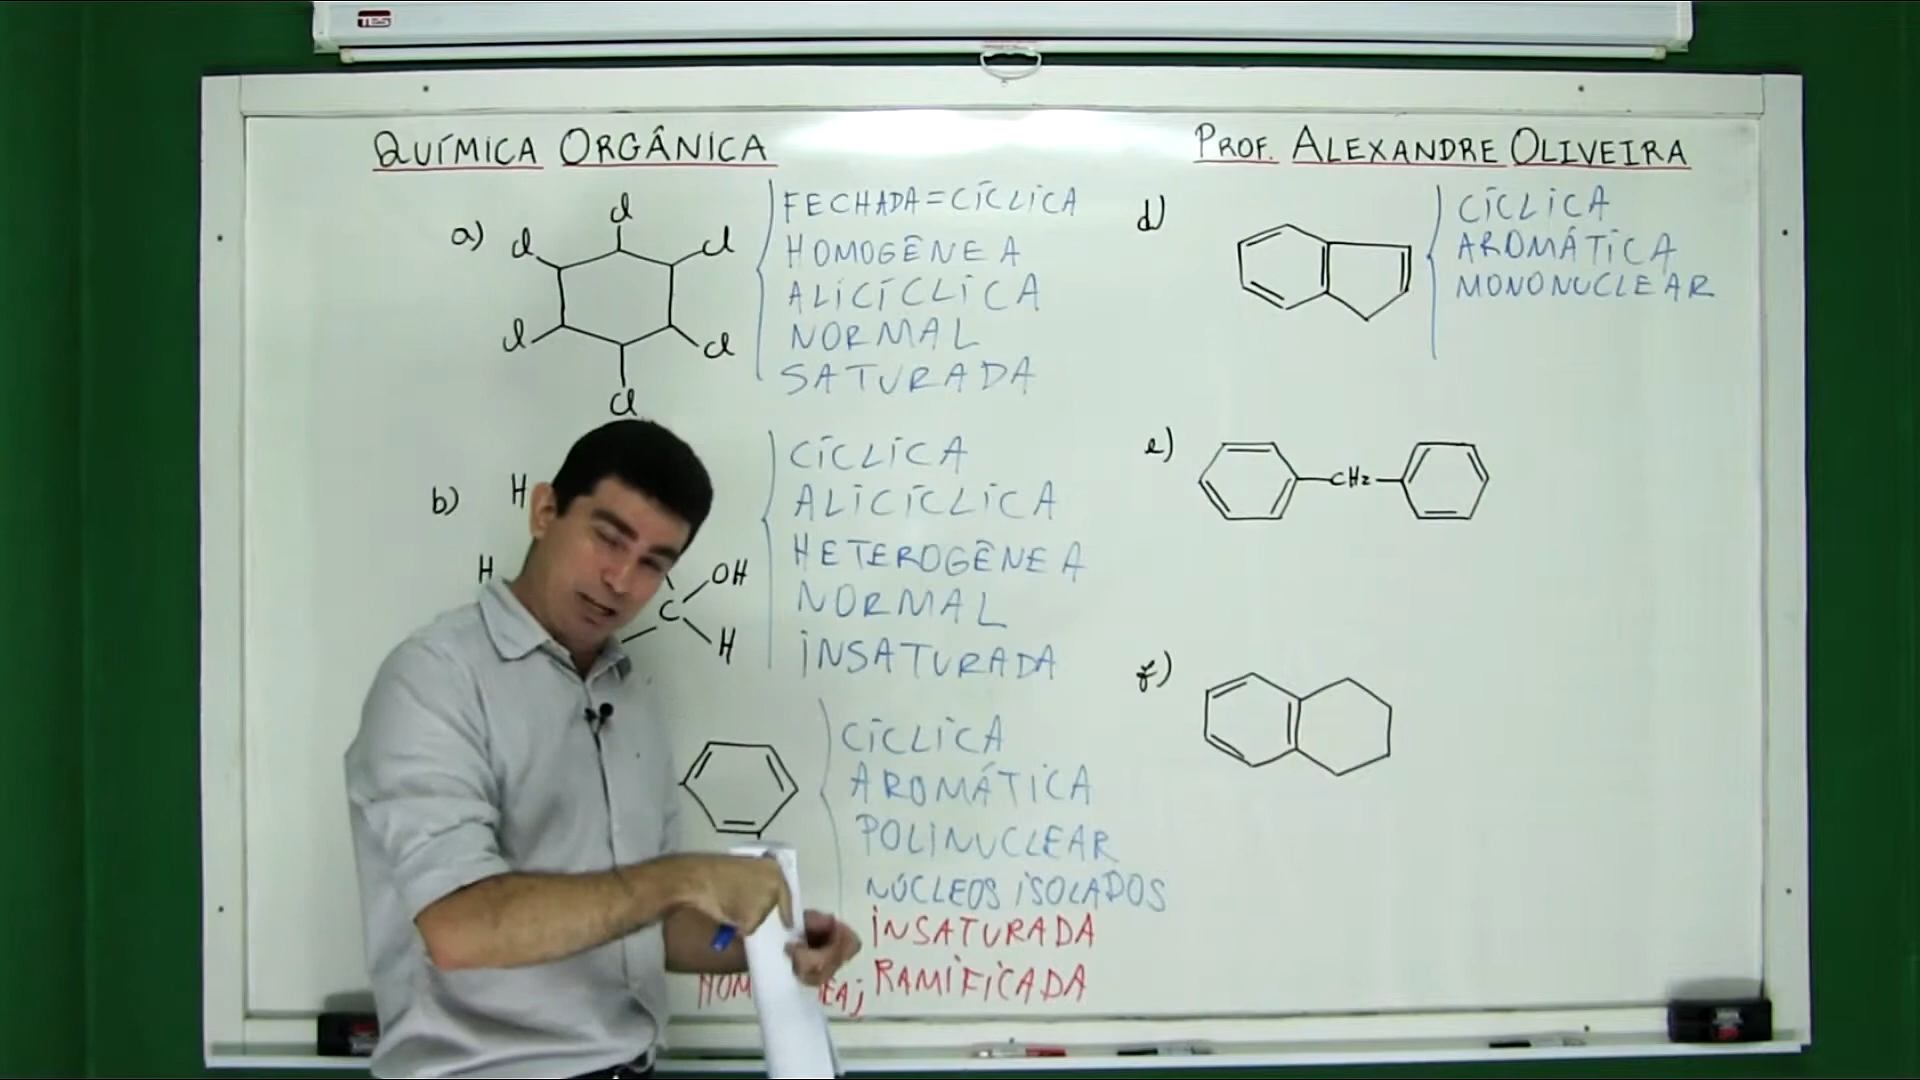 TES
QUÍMICA ORGÂNICA
PROF. ALEXANDRE OLIVEIRA
a)
Cl
Cl
Cl
Cl
Cl
Cl
FECHADA = CÍCLICA
HOMOGÊNEA
ALICÍCLICA
NORMAL
SATURADA
b)
H
H
OH
C
H
CÍCLICA
ALICÍCLICA
HETEROGÊNEA
NORMAL
INSATURADA
CÍCLICA
AROMÁTICA
POLINUCLEAR
NÚCLEOS ISOLADOS
INSATURADA
RAMIFICADA
d)
CÍCLICA
AROMÁTICA
MONONUCLEAR
e)
CH2
f)